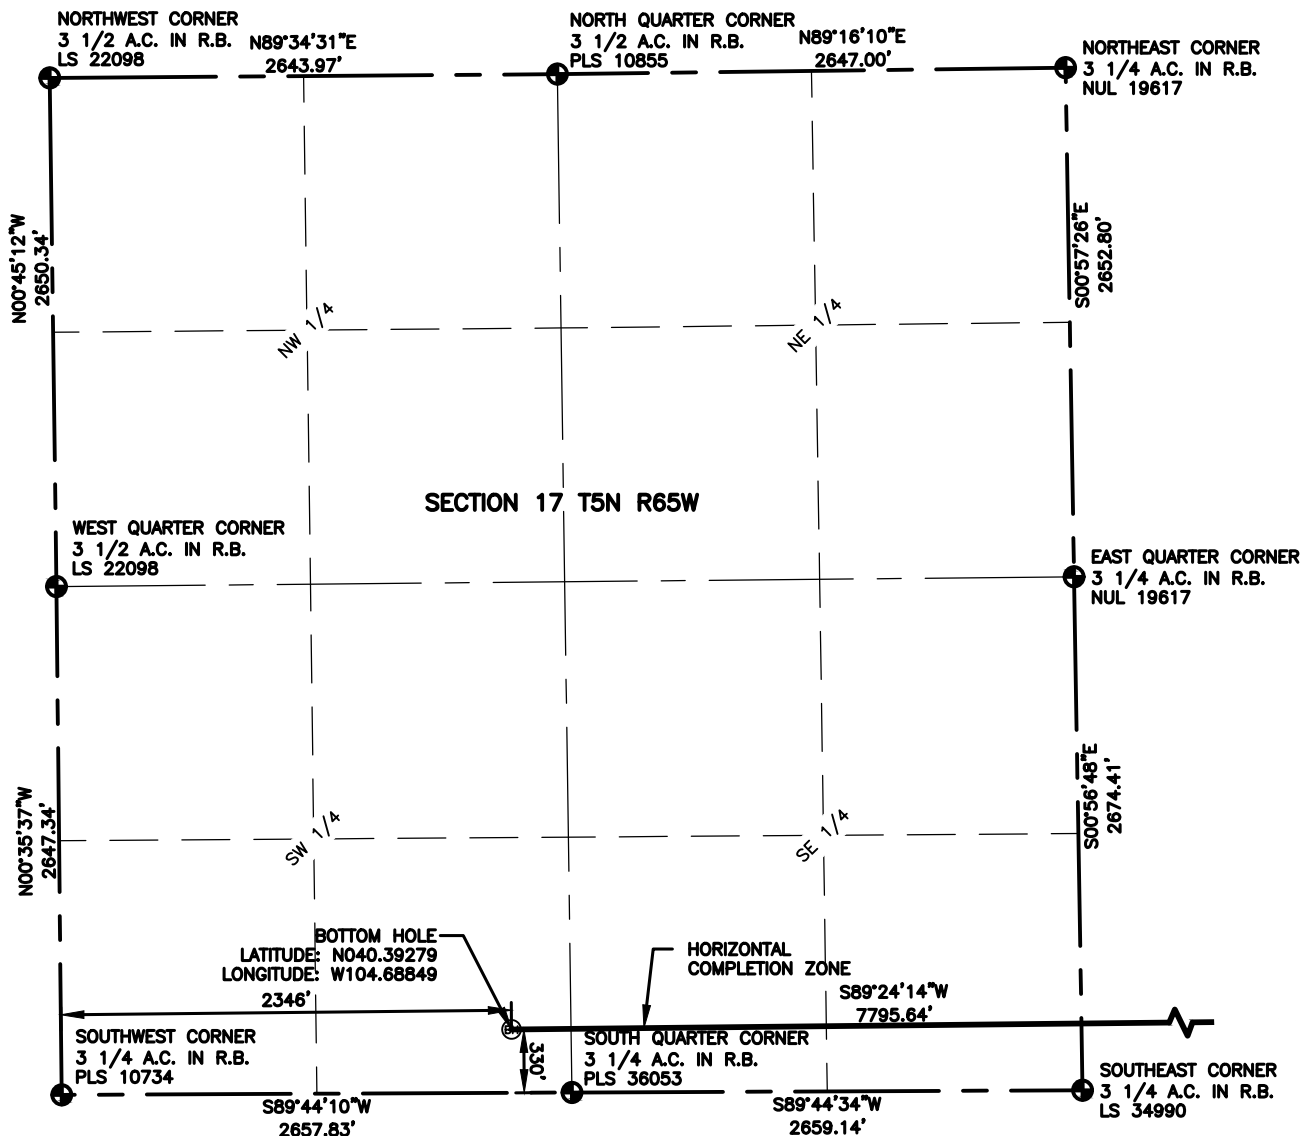 NORTHWEST CORNER
3 1/2 A.C. IN R.B.
LS 22098
N89°34'31"E
2643.97'
NORTH QUARTER CORNER
3 1/2 A.C. IN R.B.
PLS 10855
N89°16'10"E
2647.00'
NORTHEAST CORNER
3 1/4 A.C. IN R.B.
NUL 19617
N00°45'12"W
2650.34'
S00°57'26"E
2652.80'
NW 1/4
NE 1/4
SECTION 17 T5N R65W
WEST QUARTER CORNER
3 1/2 A.C. IN R.B.
LS 22098
EAST QUARTER CORNER
3 1/4 A.C. IN R.B.
NUL 19617
N00°35'37"W
2647.34'
S00°56'48"E
2674.41'
SW 1/4
SE 1/4
BOTTOM HOLE
LATITUDE: N040.39279
LONGITUDE: W104.68849
HORIZONTAL
COMPLETION ZONE
2346'
S89°24'14"W
7795.64'
BH
330'
SOUTHWEST CORNER
3 1/4 A.C. IN R.B.
PLS 10734
SOUTH QUARTER CORNER
3 1/4 A.C. IN R.B.
PLS 36053
SOUTHEAST CORNER
3 1/4 A.C. IN R.B.
LS 34990
S89°44'10"W
2657.83'
S89°44'34"W
2659.14'